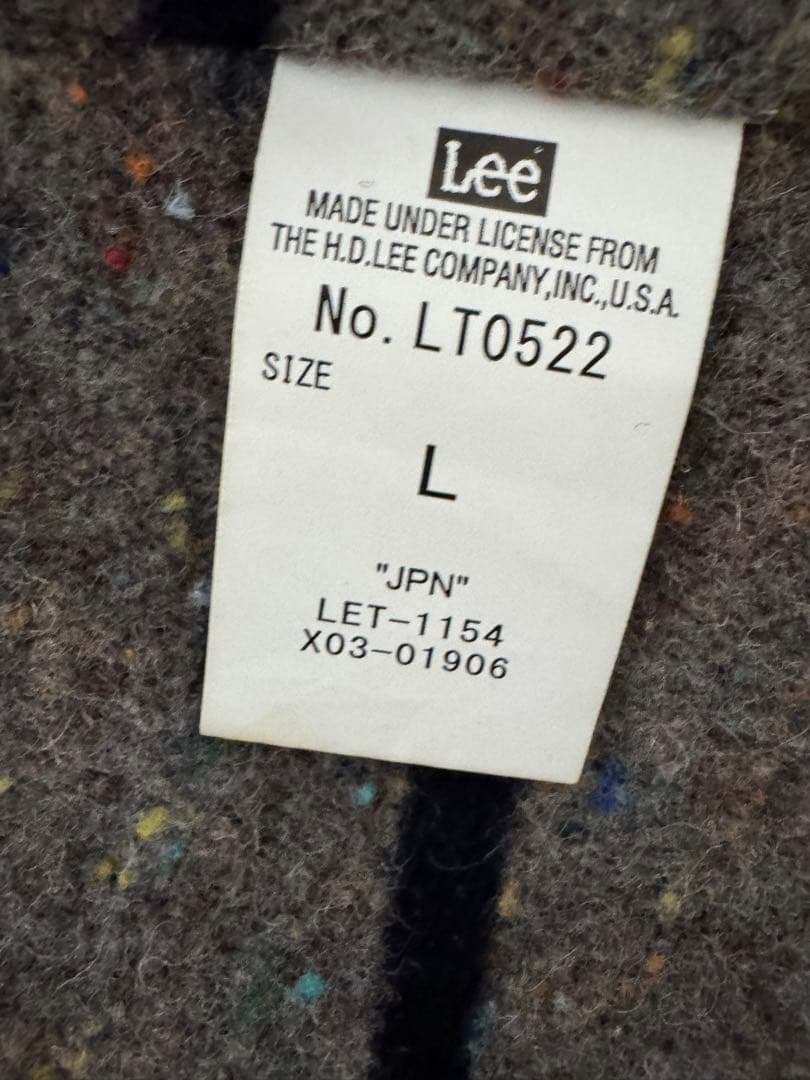 Lee
MADE UNDER LICENSE FROM
THE H.D.LEE COMPANY,INC.,U.S.A.
No. LT0522
SIZE
L
"JPN"
LET-1154
X03-01906